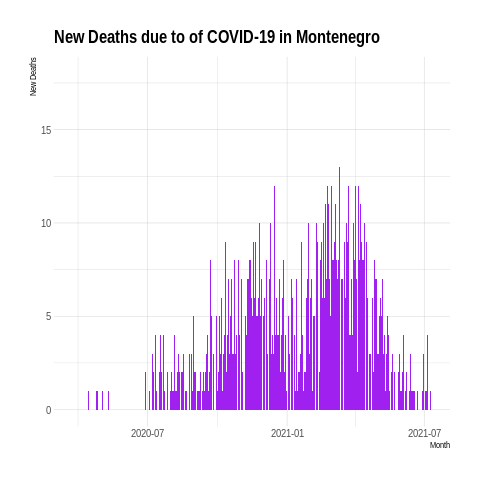 New Deaths due to of COVID-19 in Montenegro
New Deaths
15
10
5
0
2020-07
2021-01
2021-07
Month